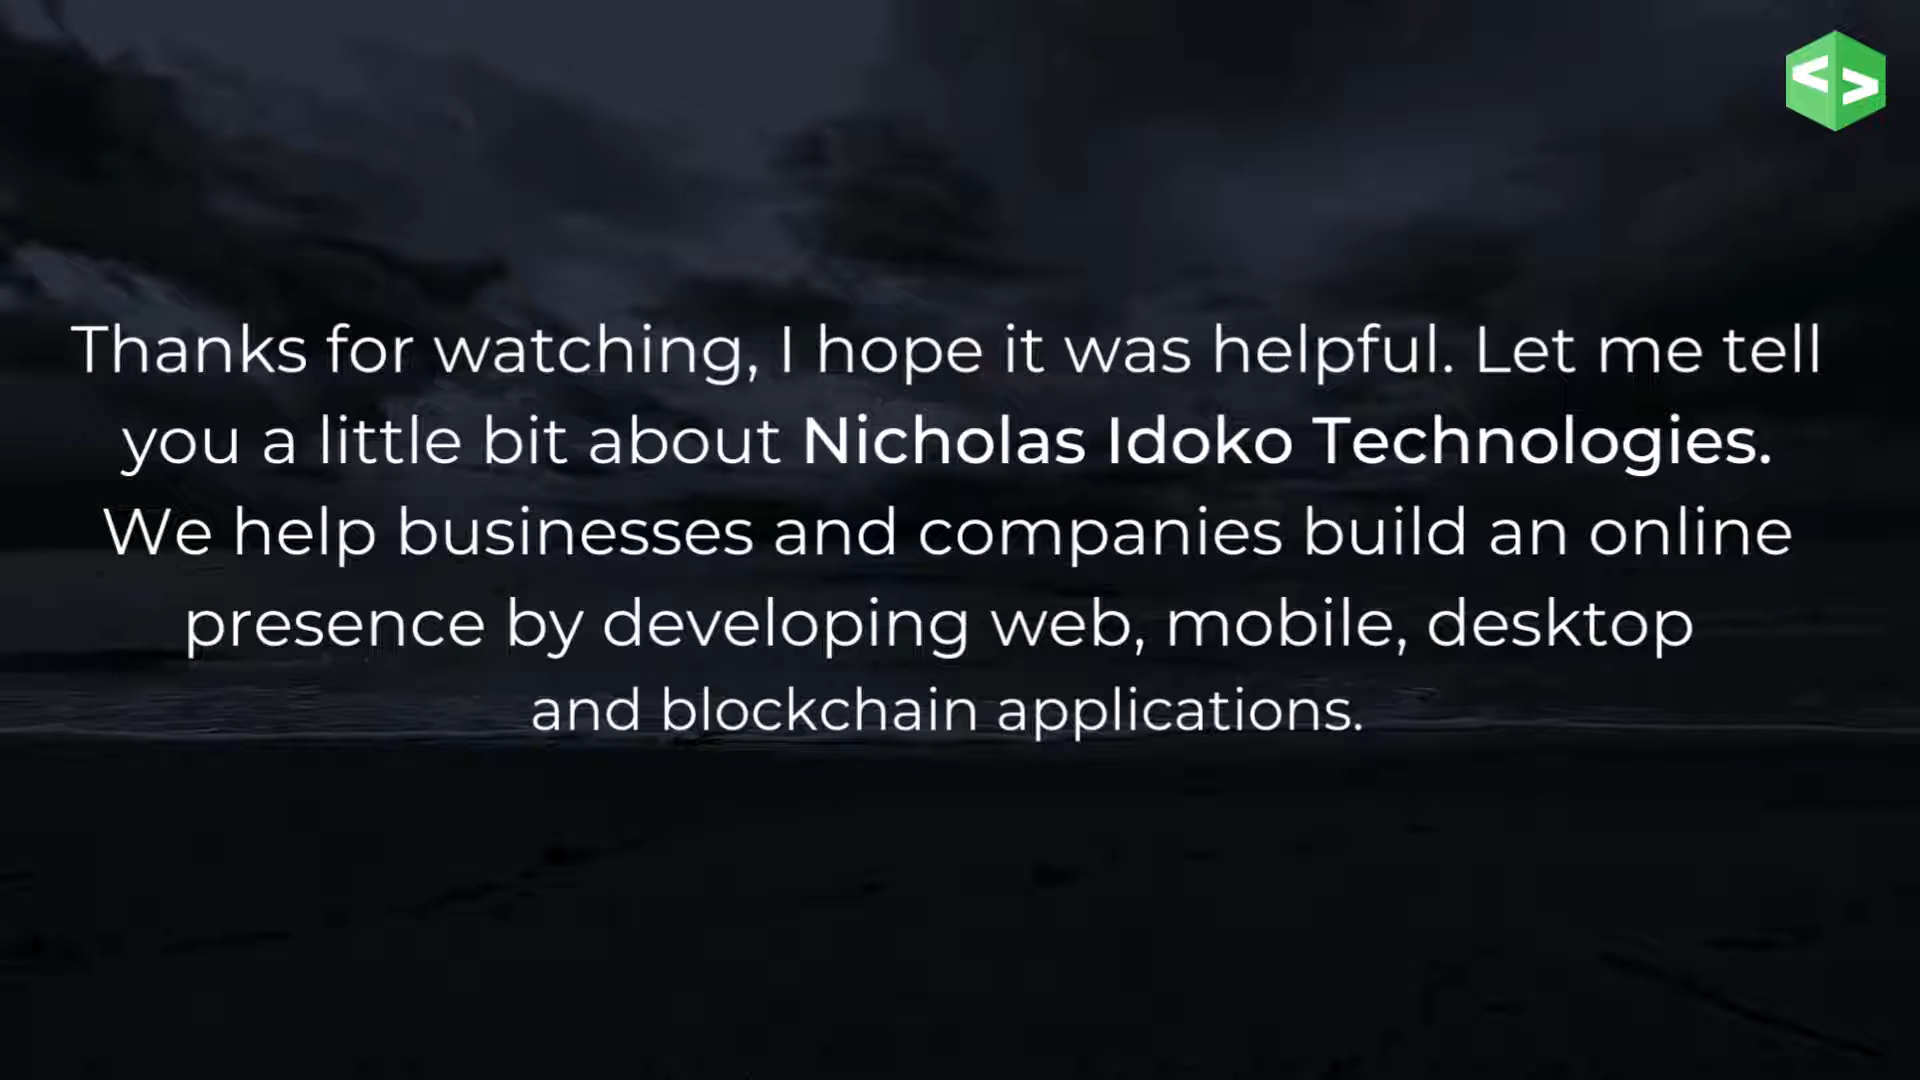 Thanks for watching, I hope it was helpful. Let me tell
you a little bit about Nicholas Idoko Technologies.
We help businesses and companies build an online
presence by developing web, mobile, desktop
and blockchain applications.